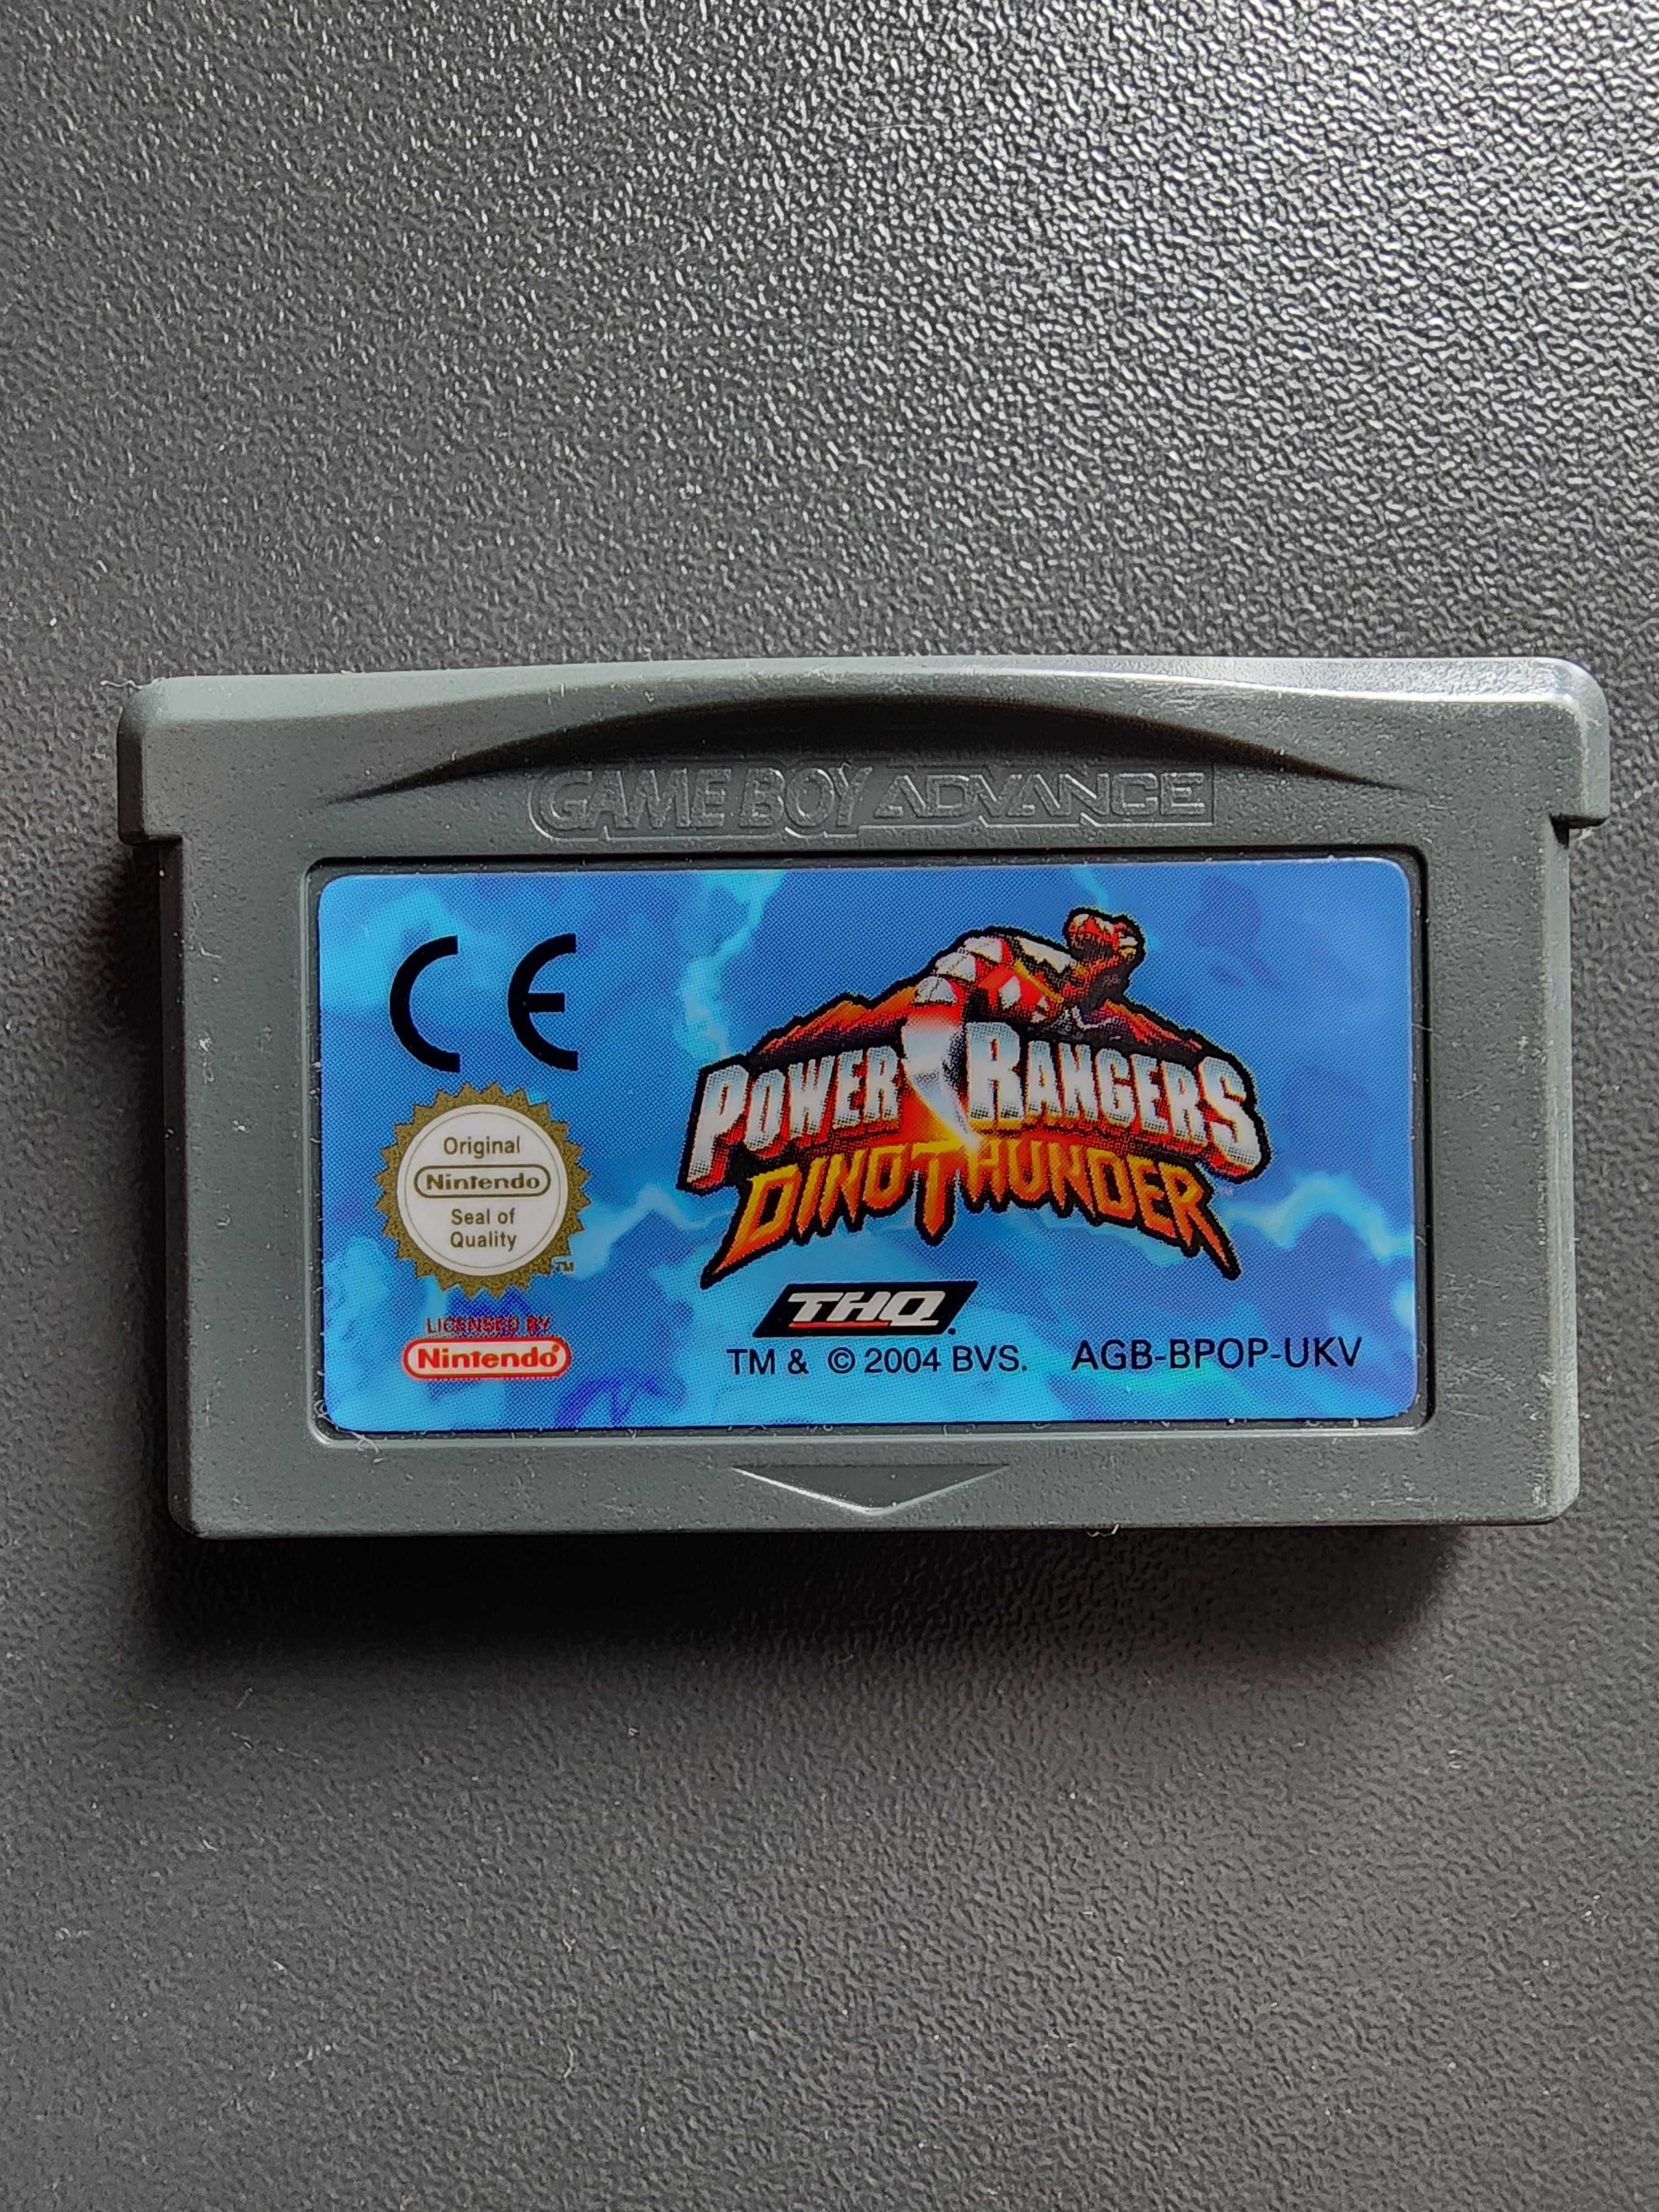 GAME BOY ADVANCE
CE
Original
Nintendo
Seal of
Quality
TM
LICENSED BY
Nintendo®
POWER RANGERS
DINO THUNDER
TM
THQ
TM & © 2004 BVS.
AGB-BPOP-UKV